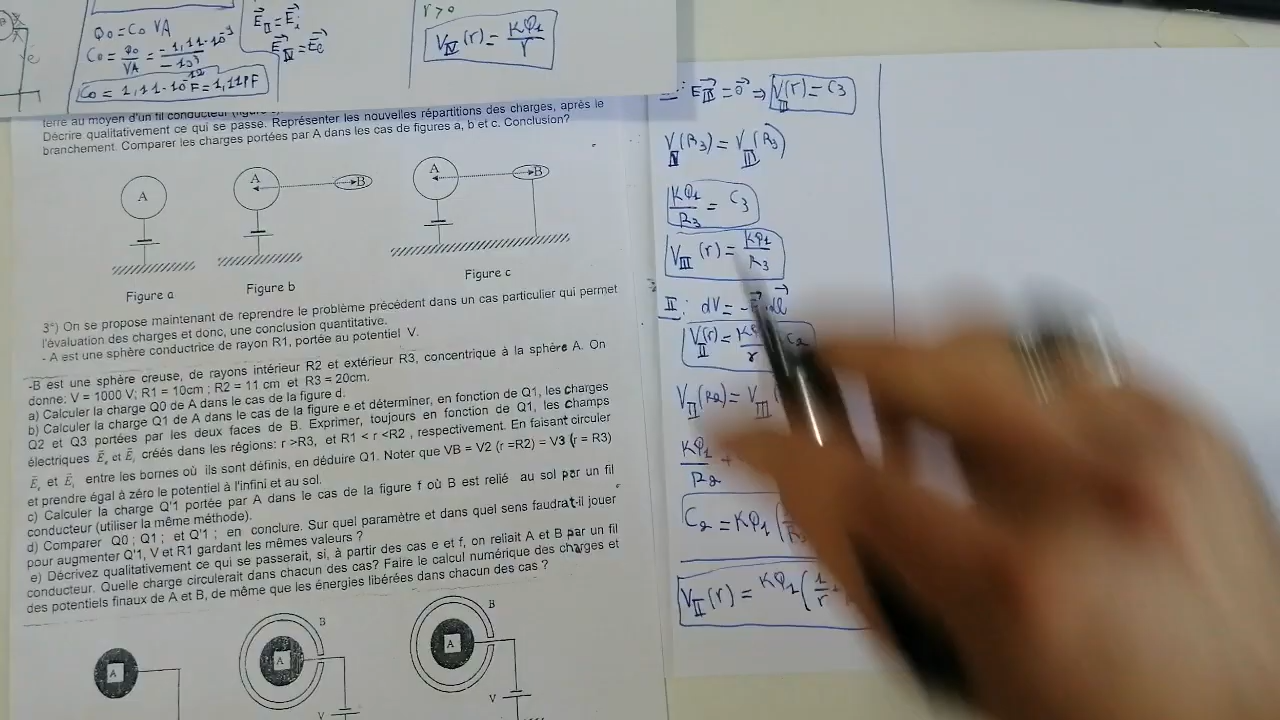 Q0 = C0 VA
C0 = Q0/VA = -1,11·10⁻⁹/-10³
C0 = 1,11·10⁻¹² F = 1,11 PF
E⃗II = E⃗i
E⃗IV = E⃗e
r > 0
VIV(r) = KQ1/r
terre au moyen d'un fil conducteur
Décrire qualitativement ce qui se passe. Représenter les nouvelles répartitions des charges, après le
branchement. Comparer les charges portées par A dans les cas de figures a, b et c. Conclusion?
A
A B
A B
Figure a
Figure b
Figure c
3°) On se propose maintenant de reprendre le problème précédent dans un cas particulier qui permet
l'évaluation des charges et donc, une conclusion quantitative.
- A est une sphère conductrice de rayon R1, portée au potentiel V.
-B est une sphère creuse, de rayons intérieur R2 et extérieur R3, concentrique à la sphère A. On
donne: V = 1000 V; R1 = 10cm ; R2 = 11 cm et R3 = 20cm.
a) Calculer la charge Q0 de A dans le cas de la figure d.
b) Calculer la charge Q1 de A dans le cas de la figure e et déterminer, en fonction de Q1, les charges
Q2 et Q3 portées par les deux faces de B. Exprimer, toujours en fonction de Q1, les champs
électriques E⃗e et E⃗i créés dans les régions: r >R3, et R1 < r <R2 , respectivement. En faisant circuler
E⃗e et E⃗i entre les bornes où ils sont définis, en déduire Q1. Noter que VB = V2 (r =R2) = V3 (r = R3)
et prendre égal à zéro le potentiel à l'infini et au sol.
c) Calculer la charge Q'1 portée par A dans le cas de la figure f où B est relié au sol par un fil
conducteur (utiliser la même méthode).
d) Comparer Q0 ; Q1 ; et Q'1 ; en conclure. Sur quel paramètre et dans quel sens faudrat-il jouer
pour augmenter Q'1, V et R1 gardant les mêmes valeurs ?
e) Décrivez qualitativement ce qui se passerait, si, à partir des cas e et f, on reliait A et B par un fil
conducteur. Quelle charge circulerait dans chacun des cas? Faire le calcul numérique des charges et
des potentiels finaux de A et B, de même que les énergies libérées dans chacun des cas ?
A
A B V
A B V
E⃗III = 0⃗ ⇒ VIII(r) = C3
VIV(R3) = VIII(R3)
KQ1/R3 = C3
VIII(r) = KQ1/R3
II : dV = -E⃗·dl⃗
VII(r) =
VII(R2) = VIII
KQ1/R2 +
C2 = KQ1(
VII(r) = KQ1(1/r +